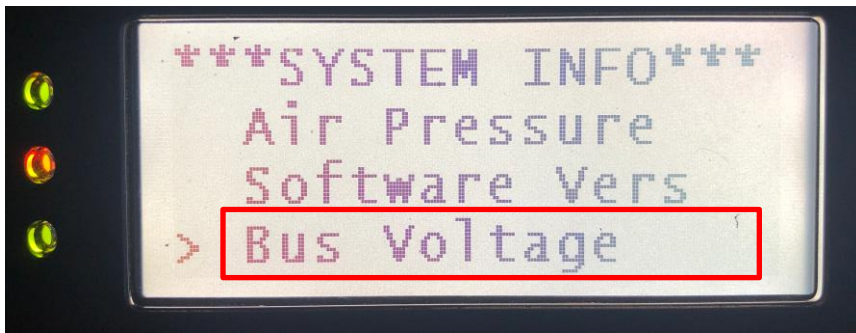 ***SYSTEM INFO***
Air Pressure
Software Vers
> Bus Voltage